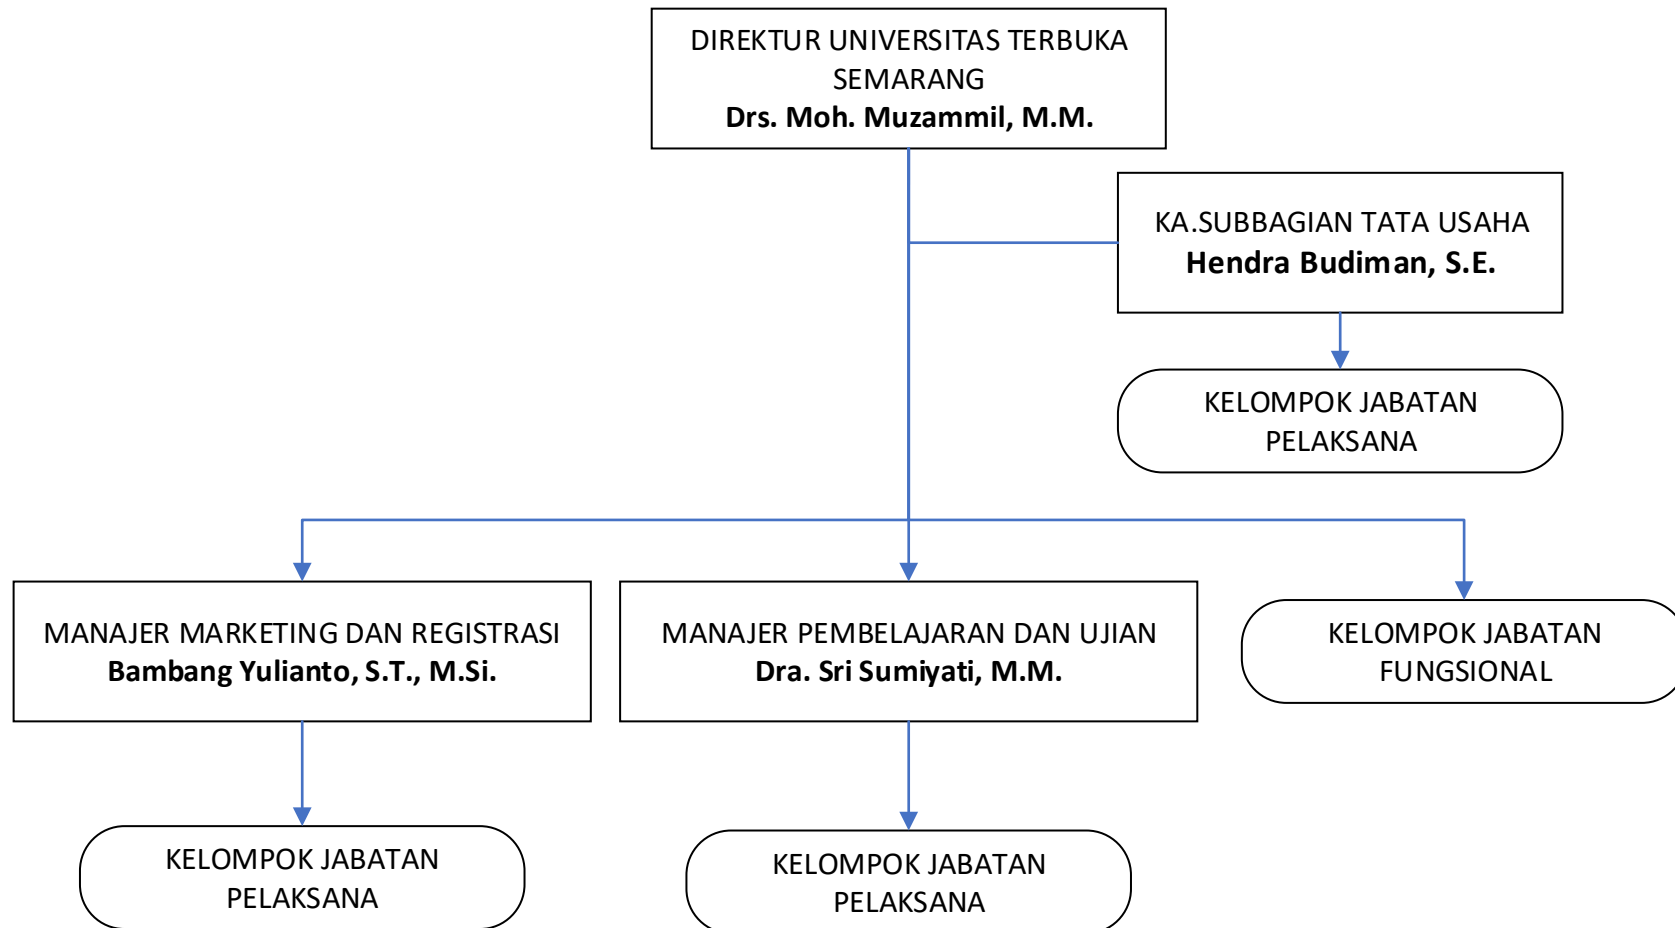 DIREKTUR UNIVERSITAS TERBUKA
SEMARANG
Drs. Moh. Muzammil, M.M.
KA.SUBBAGIAN TATA USAHA
Hendra Budiman, S.E.
KELOMPOK JABATAN
PELAKSANA
MANAJER MARKETING DAN REGISTRASI
Bambang Yulianto, S.T., M.Si.
MANAJER PEMBELAJARAN DAN UJIAN
Dra. Sri Sumiyati, M.M.
KELOMPOK JABATAN
FUNGSIONAL
KELOMPOK JABATAN
PELAKSANA
KELOMPOK JABATAN
PELAKSANA